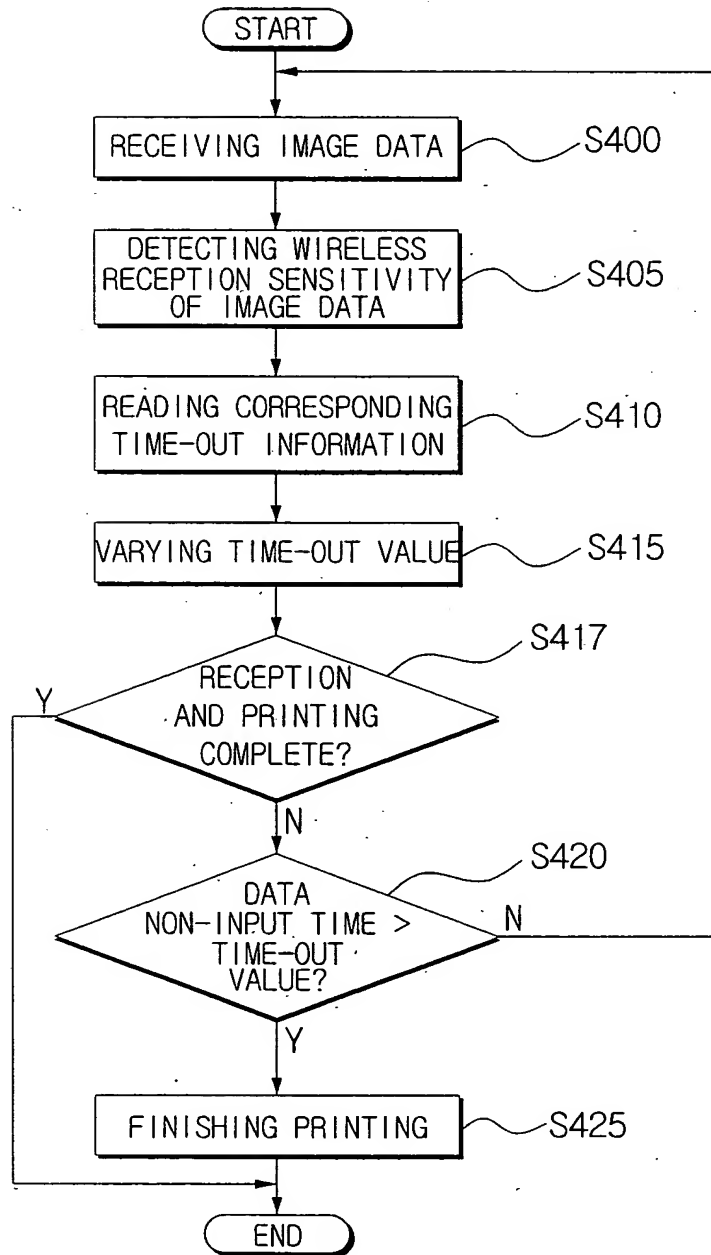 START
RECEIVING IMAGE DATA
S400
DETECTING WIRELESS
RECEPTION SENSITIVITY
OF IMAGE DATA
S405
READING CORRESPONDING
TIME-OUT INFORMATION
S410
VARYING TIME-OUT VALUE
S415
S417
Y
RECEPTION
AND PRINTING
COMPLETE?
N
S420
DATA
NON-INPUT TIME >
TIME-OUT
VALUE?
N
Y
FINISHING PRINTING
S425
END